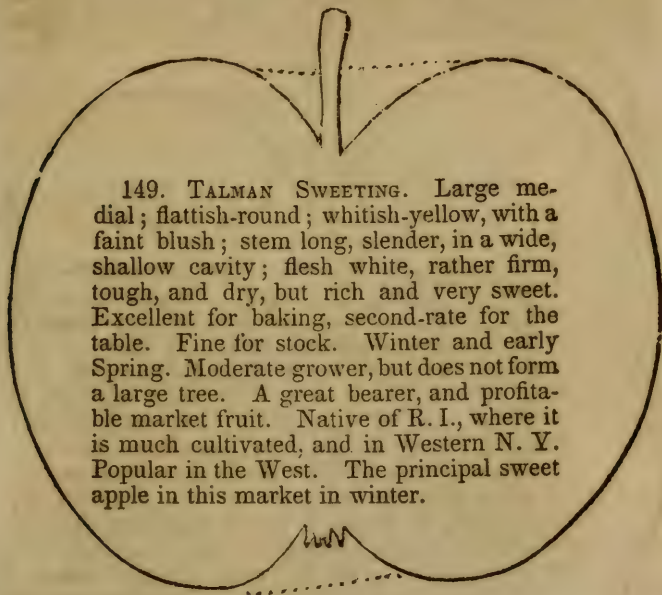 149. TALMAN SWEETING. Large me-
dial; flattish-round; whitish-yellow, with a
faint blush; stem long, slender, in a wide,
shallow cavity; flesh white, rather firm,
tough, and dry, but rich and very sweet.
Excellent for baking, second-rate for the
table. Fine for stock. Winter and early
Spring. Moderate grower, but does not form
a large tree. A great bearer, and profita-
ble market fruit. Native of R. I., where it
is much cultivated, and in Western N. Y.
Popular in the West. The principal sweet
apple in this market in winter.